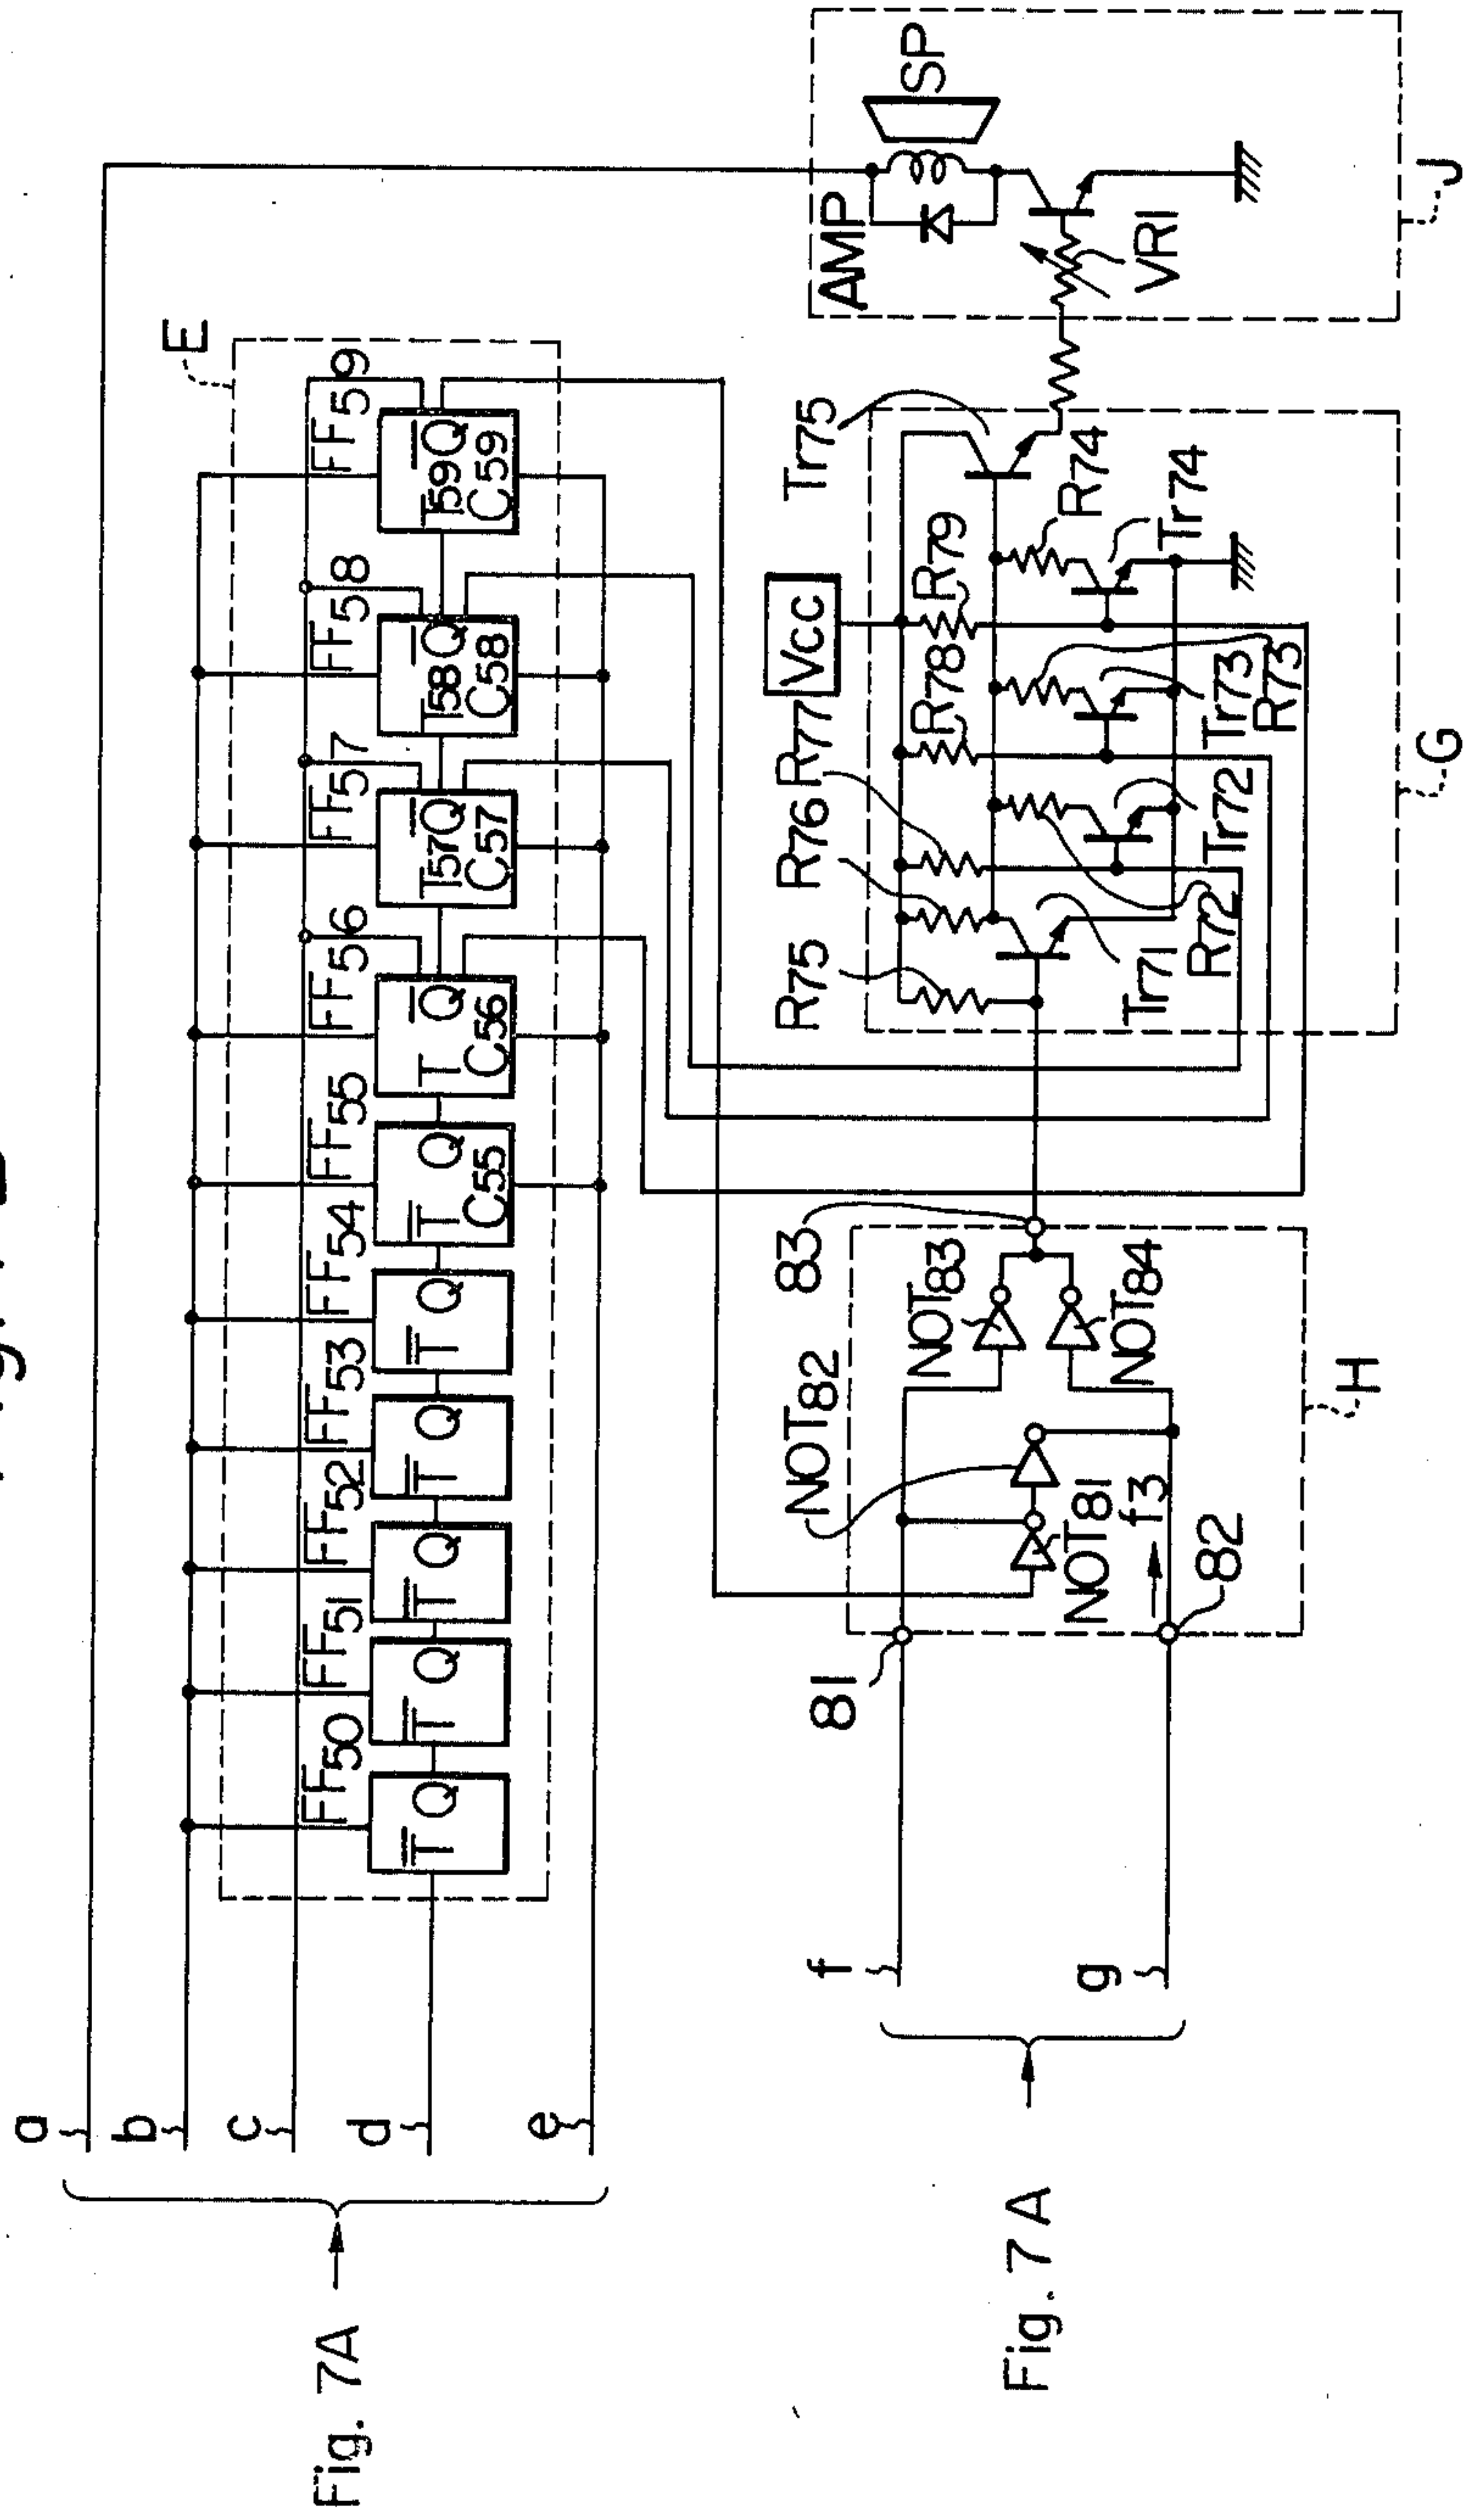 a
b
c
d
e
Fig. 7A
E
FF50
FF51
FF52
FF53
FF54
FF55
FF56
FF57
FF58
FF59
T̅ Q
T̅ Q
T̅ Q
T̅ Q
T̅ Q
T̅ Q
C55
T Q̅
C56
T57 Q̅
C57
T58 Q̅
C58
T59 Q̅
C59
f
g
Fig. 7A
81
82
83
NOT81
NOT82
NOT83
NOT84
f3
H
R75
R76
R77
R78
R79
Vcc
Tr75
R74
Tr74
Tr73
R73
Tr72
R72
Tr71
G
AMP
SP
VR1
J